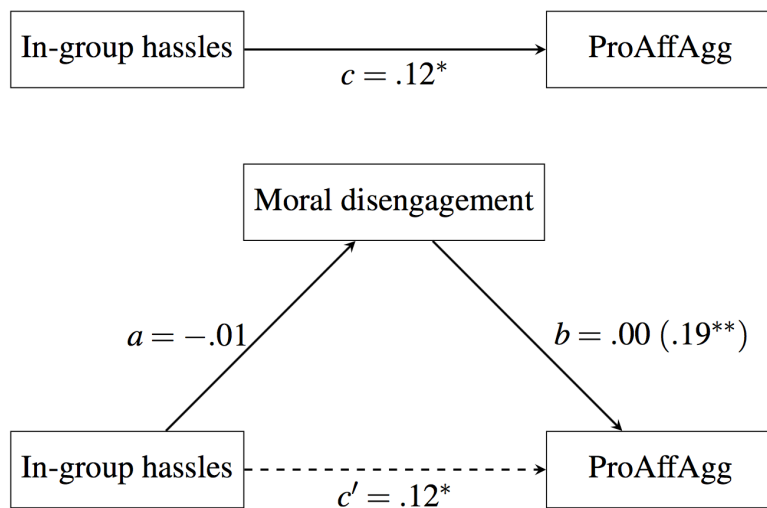 In-group hassles
ProAffAgg
c = .12*
Moral disengagement
a = −.01
b = .00 (.19**)
In-group hassles
ProAffAgg
c′ = .12*